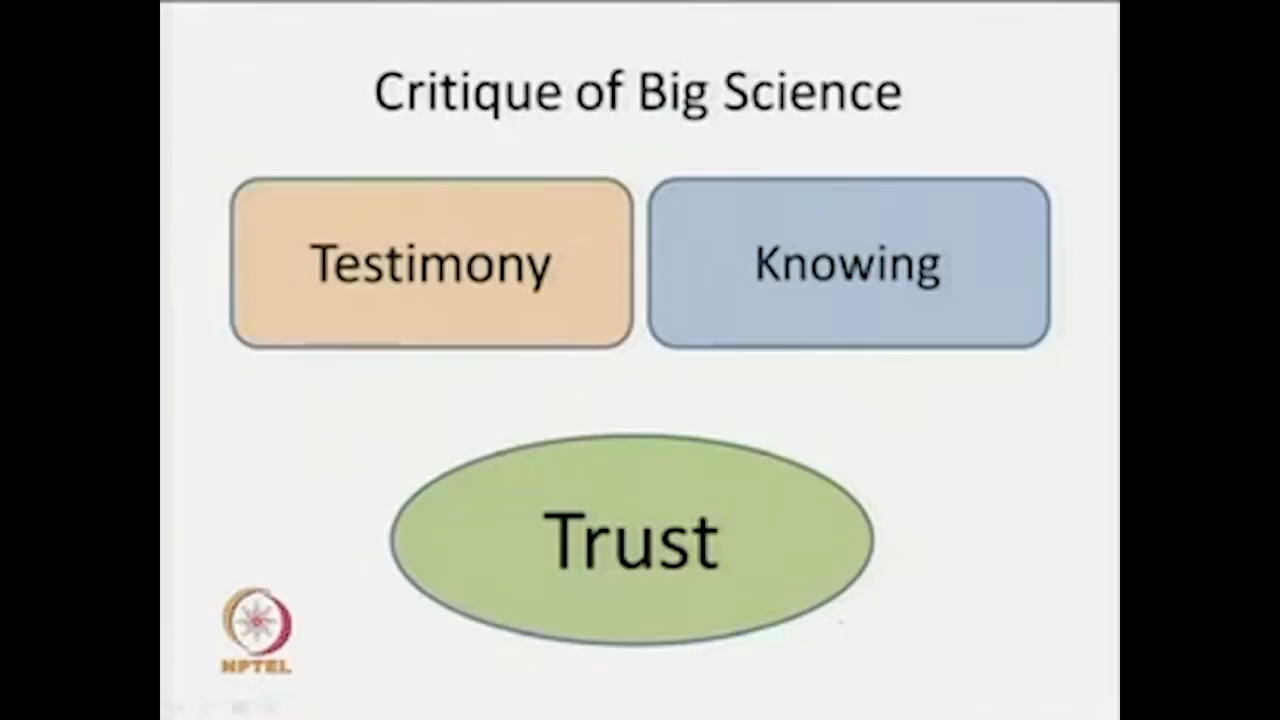 Critique of Big Science
Testimony
Knowing
Trust
NPTEL